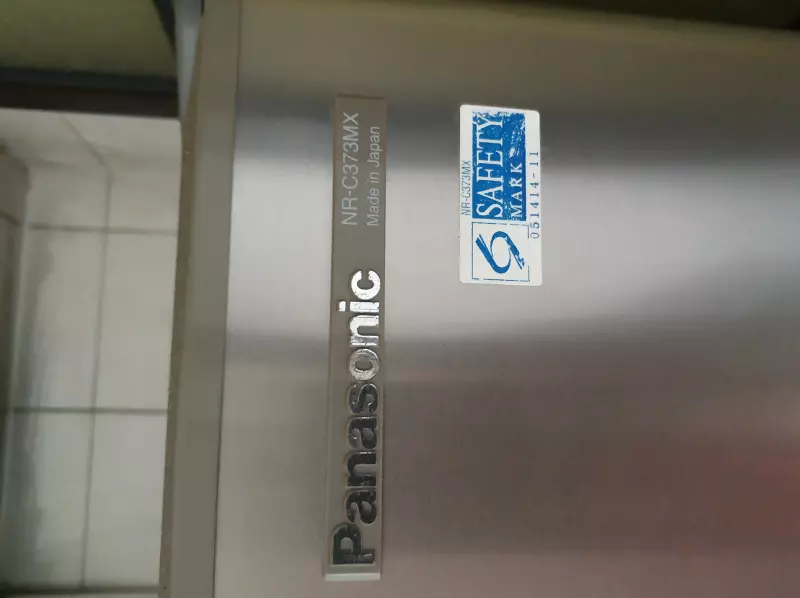 Panasonic
NR-C373MX
Made in Japan
NR-C373MX
SAFETY
MARK
051414-11